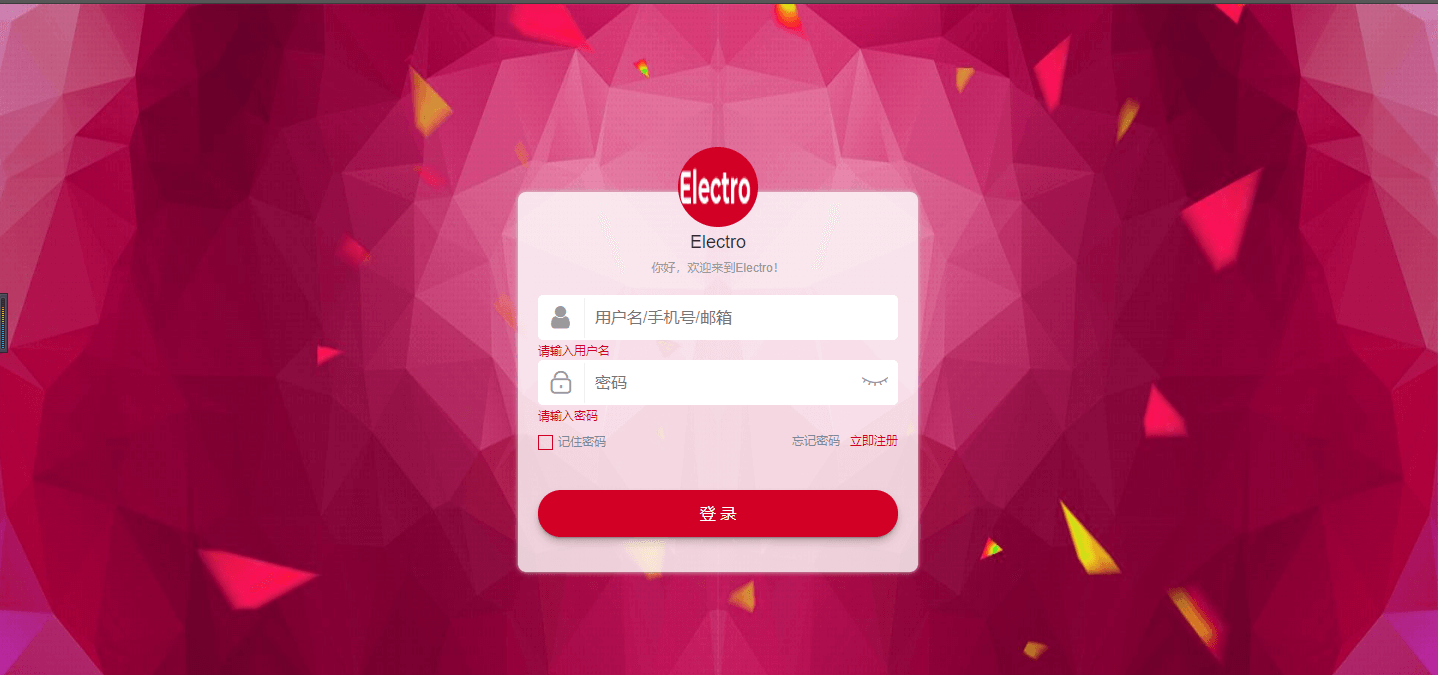 Electro
Electro
你好，欢迎来到Electro！
用户名/手机号/邮箱
请输入用户名
密码
请输入密码
记住密码 忘记密码 立即注册
登 录